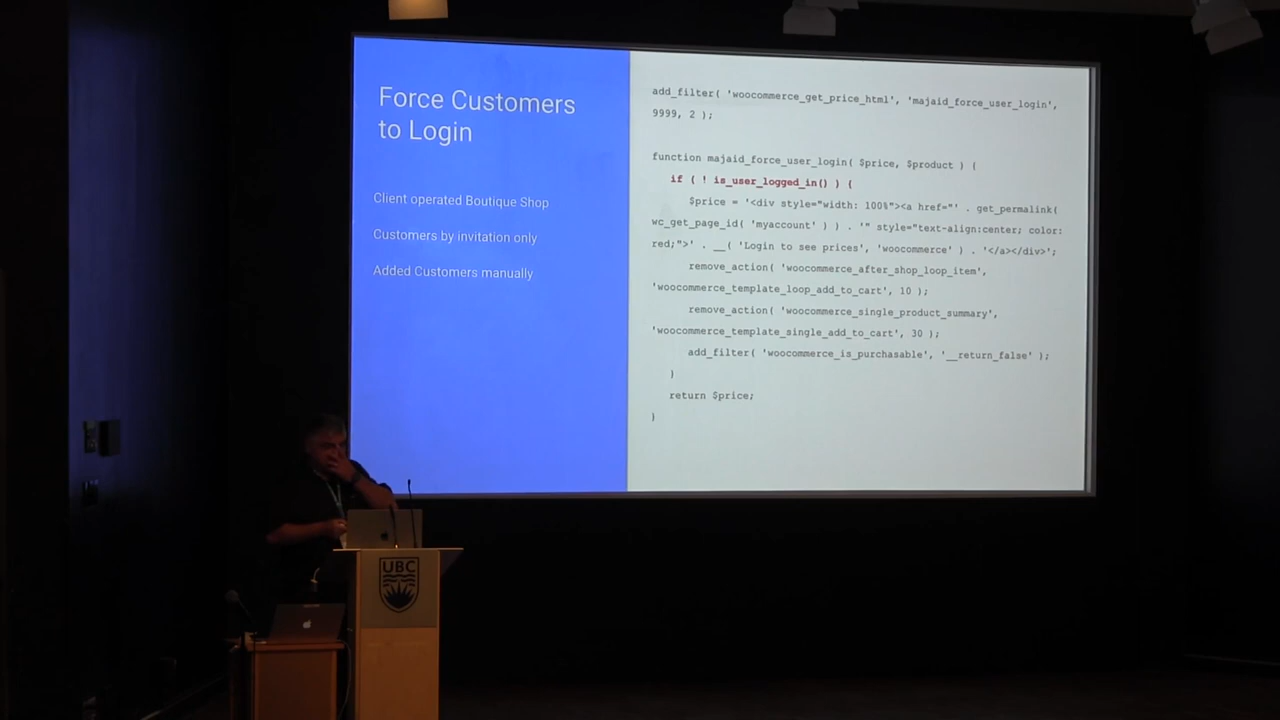 Force Customers
to Login
Client operated Boutique Shop
Customers by invitation only
Added Customers manually
add_filter( 'woocommerce_get_price_html', 'majaid_force_user_login',
9999, 2 );
function majaid_force_user_login( $price, $product ) {
if ( ! is_user_logged_in() ) {
$price = '<div style="width: 100%"><a href="' . get_permalink(
wc_get_page_id( 'myaccount' ) ) . '" style="text-align:center; color:
red;">' . __( 'Login to see prices', 'woocommerce' ) . '</a></div>';
remove_action( 'woocommerce_after_shop_loop_item',
'woocommerce_template_loop_add_to_cart', 10 );
remove_action( 'woocommerce_single_product_summary',
'woocommerce_template_single_add_to_cart', 30 );
add_filter( 'woocommerce_is_purchasable', '__return_false' );
}
return $price;
}
UBC